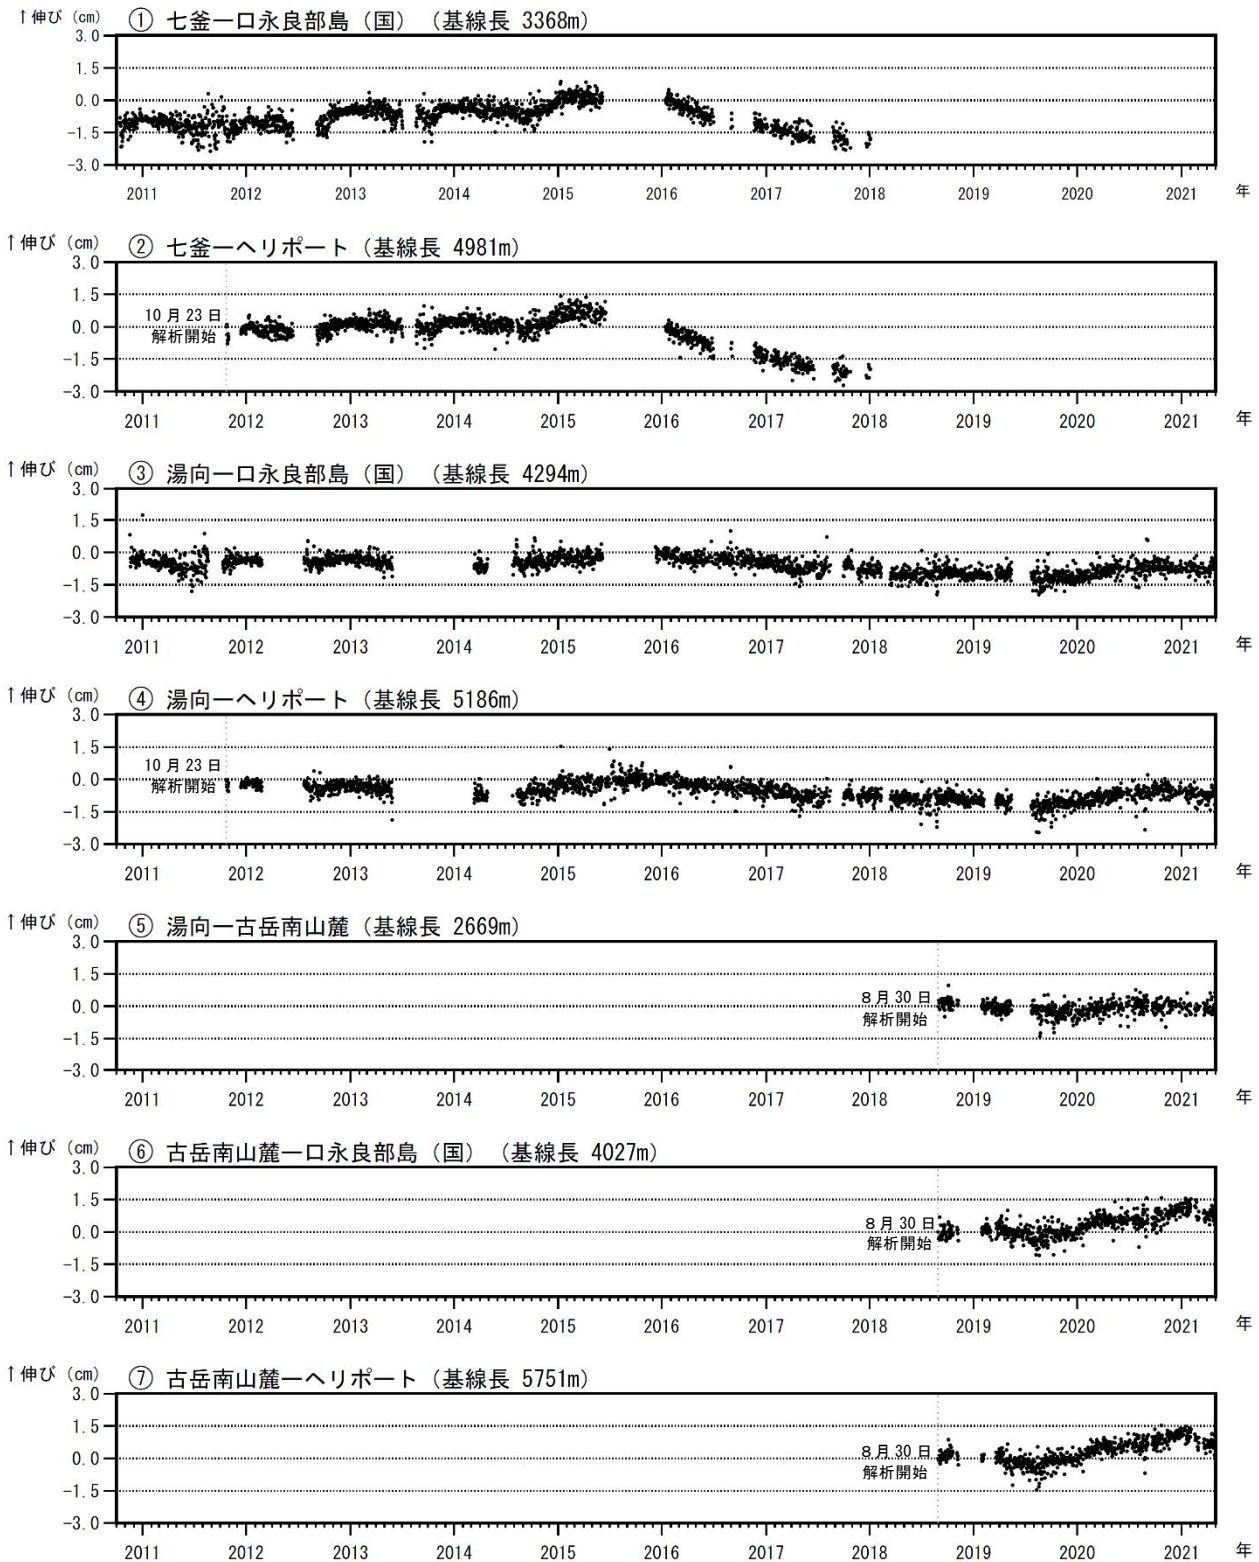 ↑伸び (cm) ① 七釜ー口永良部島（国）（基線長 3368m）
3.0
1.5
0.0
-1.5
-3.0
2011 2012 2013 2014 2015 2016 2017 2018 2019 2020 2021 年
↑伸び (cm) ② 七釜ーヘリポート（基線長 4981m）
3.0
1.5
10月23日
0.0
解析開始
-1.5
-3.0
2011 2012 2013 2014 2015 2016 2017 2018 2019 2020 2021 年
↑伸び (cm) ③ 湯向ー口永良部島（国）（基線長 4294m）
3.0
1.5
0.0
-1.5
-3.0
2011 2012 2013 2014 2015 2016 2017 2018 2019 2020 2021 年
↑伸び (cm) ④ 湯向ーヘリポート（基線長 5186m）
3.0
1.5
10月23日
0.0
解析開始
-1.5
-3.0
2011 2012 2013 2014 2015 2016 2017 2018 2019 2020 2021 年
↑伸び (cm) ⑤ 湯向ー古岳南山麓（基線長 2669m）
3.0
1.5
8月30日
0.0
解析開始
-1.5
-3.0
2011 2012 2013 2014 2015 2016 2017 2018 2019 2020 2021 年
↑伸び (cm) ⑥ 古岳南山麓ー口永良部島（国）（基線長 4027m）
3.0
1.5
8月30日
0.0
解析開始
-1.5
-3.0
2011 2012 2013 2014 2015 2016 2017 2018 2019 2020 2021 年
↑伸び (cm) ⑦ 古岳南山麓ーヘリポート（基線長 5751m）
3.0
1.5
8月30日
0.0
解析開始
-1.5
-3.0
2011 2012 2013 2014 2015 2016 2017 2018 2019 2020 2021 年